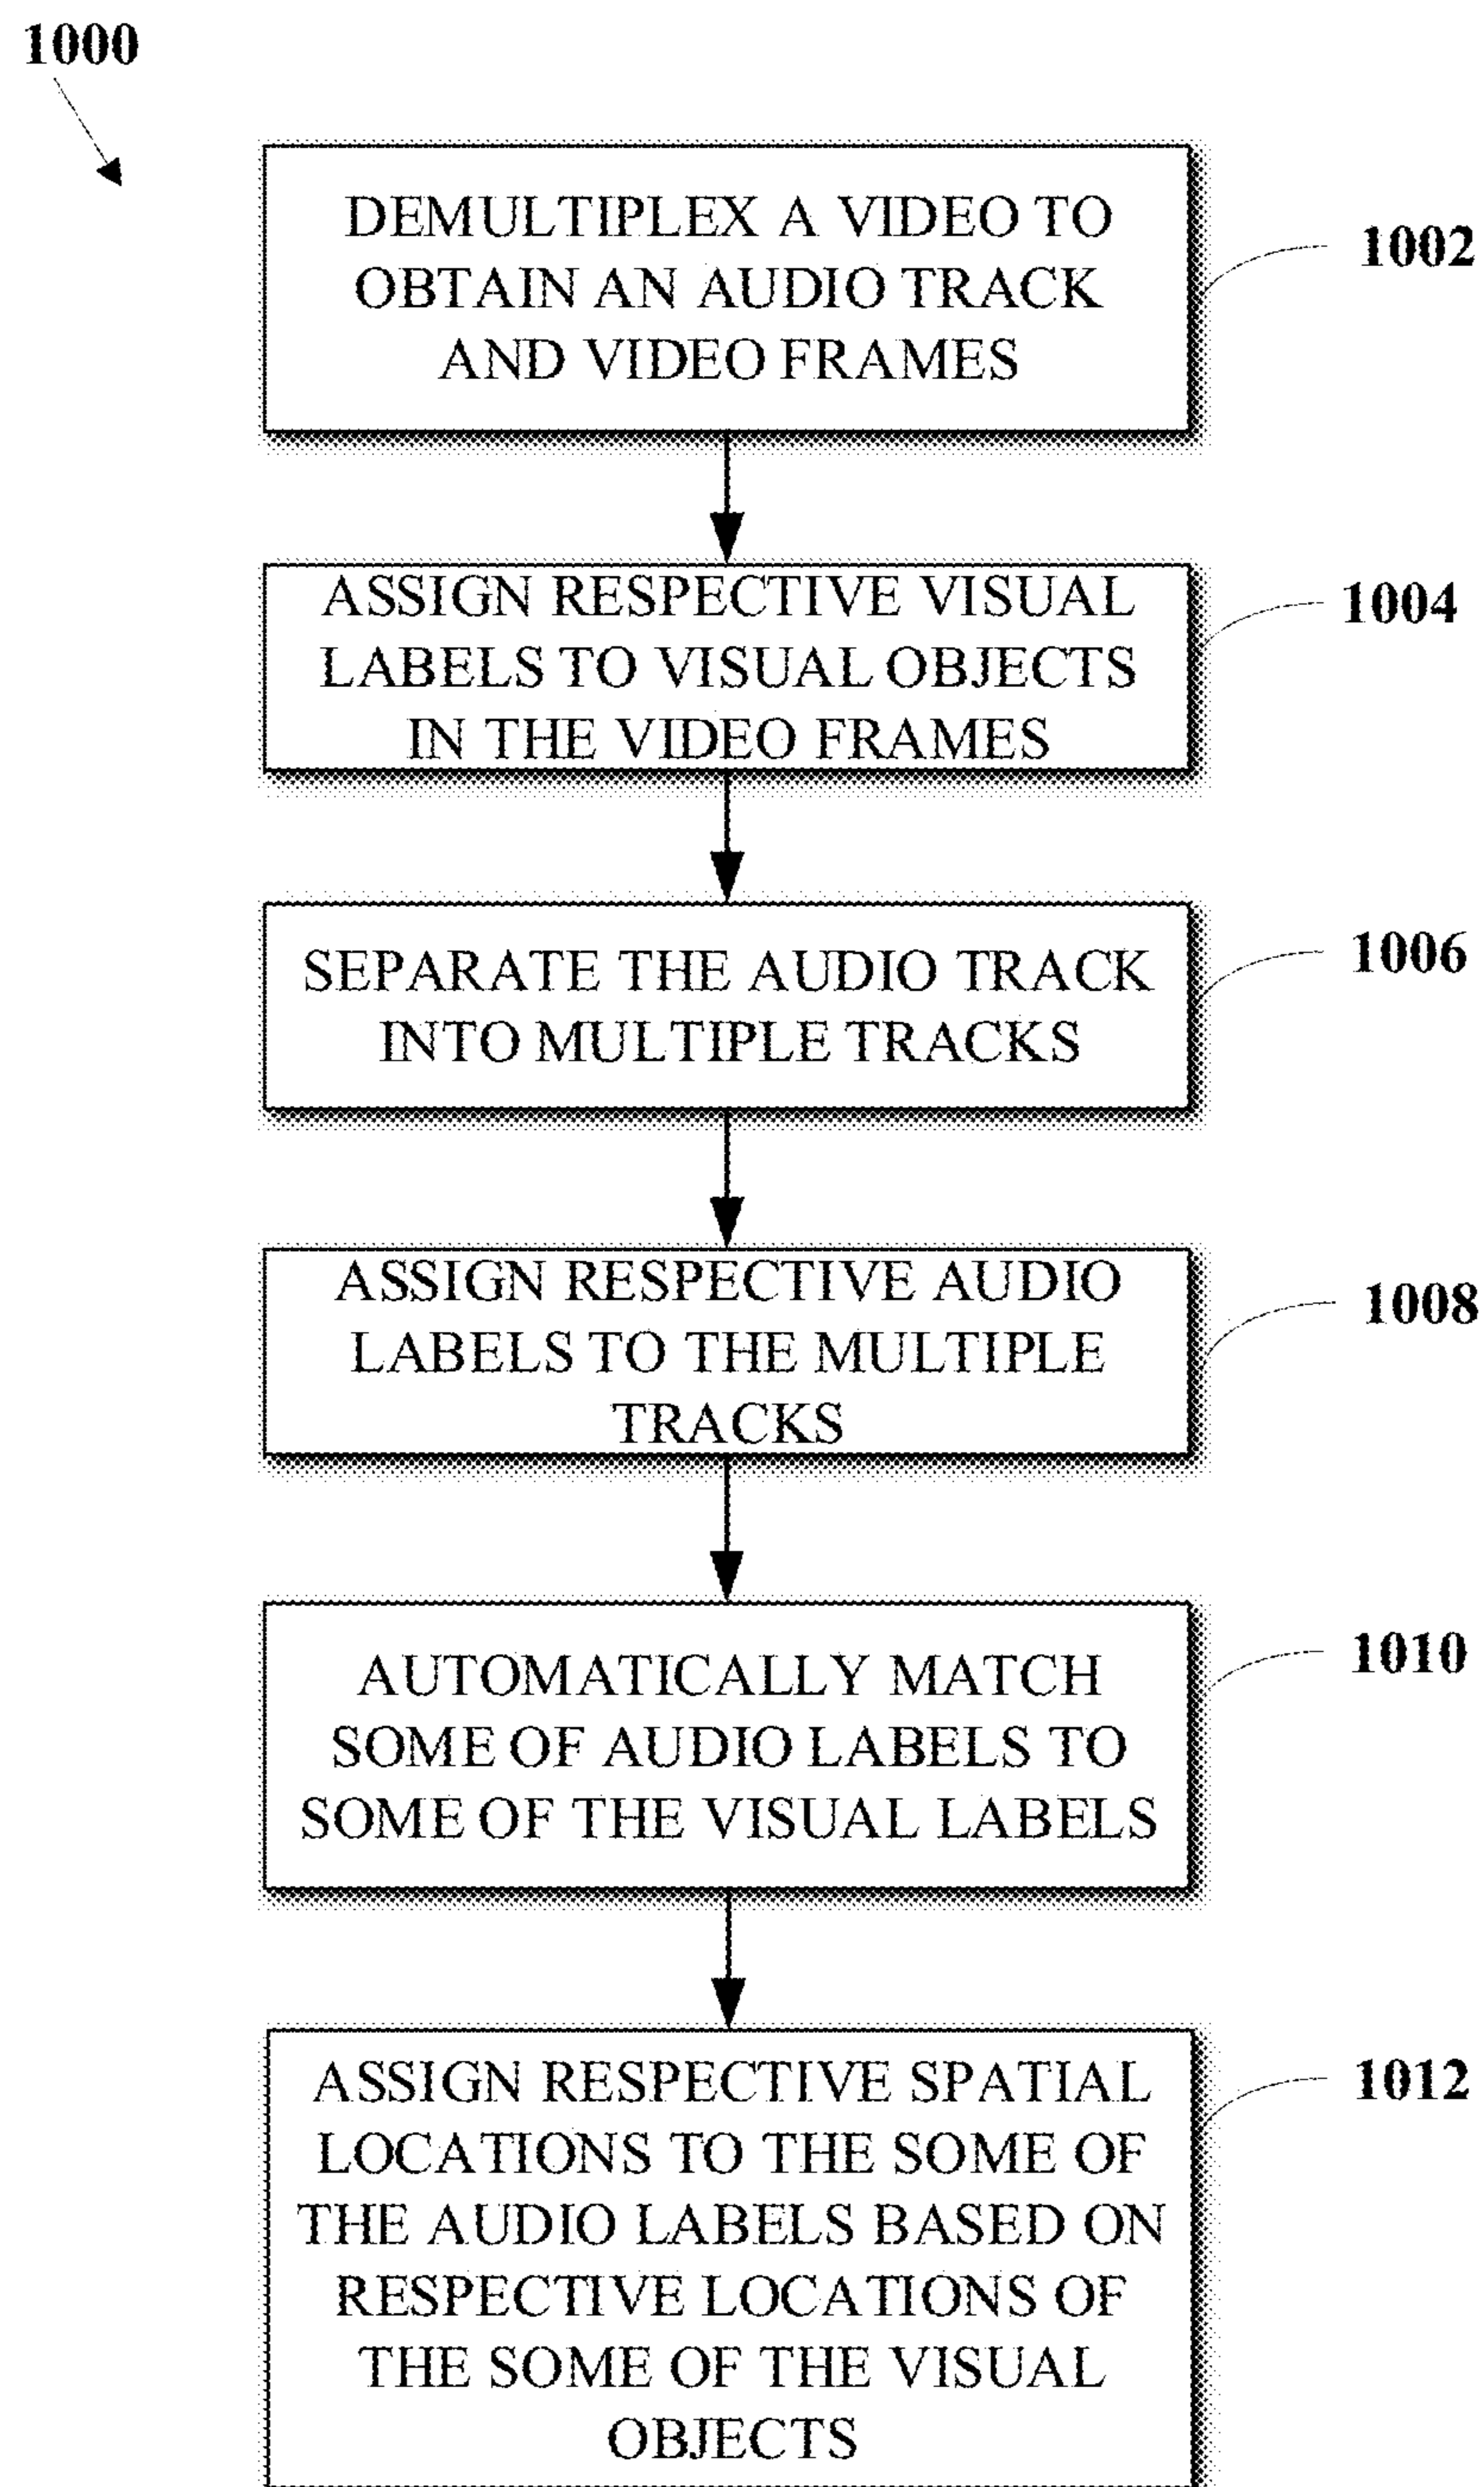 1000
DEMULTIPLEX A VIDEO TO
OBTAIN AN AUDIO TRACK
AND VIDEO FRAMES
1002
ASSIGN RESPECTIVE VISUAL
LABELS TO VISUAL OBJECTS
IN THE VIDEO FRAMES
1004
SEPARATE THE AUDIO TRACK
INTO MULTIPLE TRACKS
1006
ASSIGN RESPECTIVE AUDIO
LABELS TO THE MULTIPLE
TRACKS
1008
AUTOMATICALLY MATCH
SOME OF AUDIO LABELS TO
SOME OF THE VISUAL LABELS
1010
ASSIGN RESPECTIVE SPATIAL
LOCATIONS TO THE SOME OF
THE AUDIO LABELS BASED ON
RESPECTIVE LOCATIONS OF
THE SOME OF THE VISUAL
OBJECTS
1012